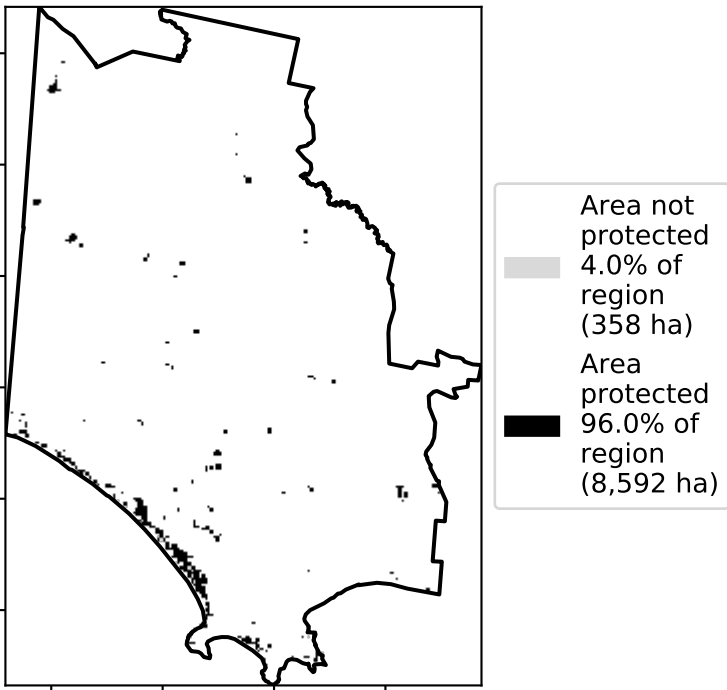 Area not
protected
4.0% of
region
(358 ha)
Area
protected
96.0% of
region
(8,592 ha)